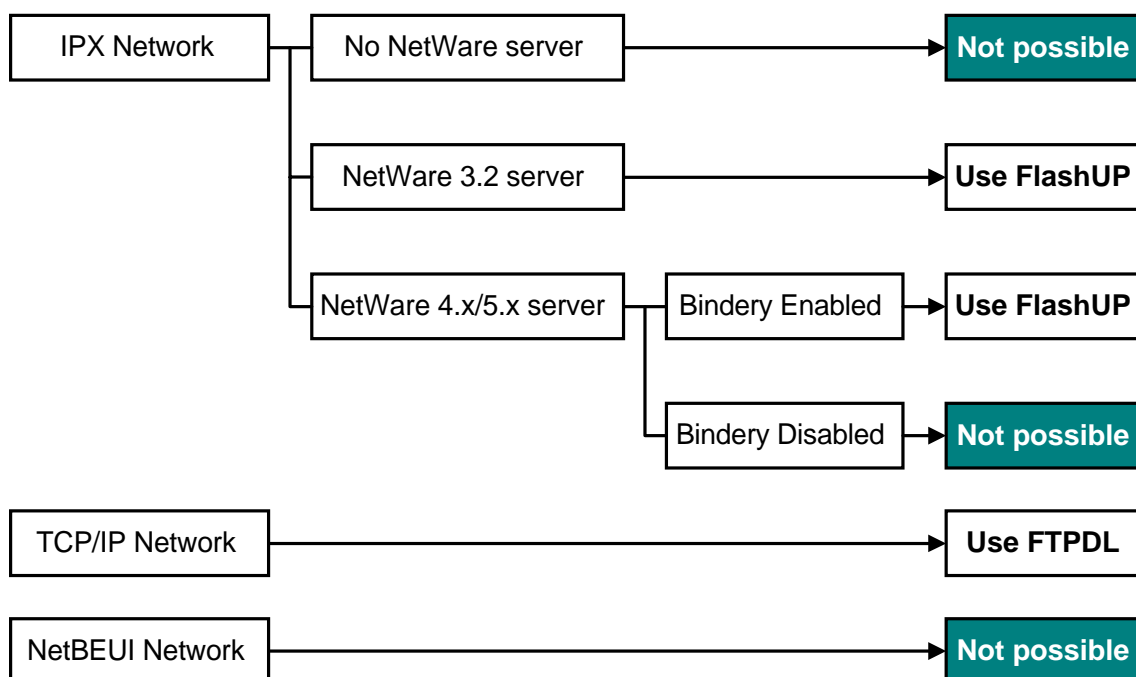 IPX Network
No NetWare server
Not possible
NetWare 3.2 server
Use FlashUP
NetWare 4.x/5.x server
Bindery Enabled
Use FlashUP
Bindery Disabled
Not possible
TCP/IP Network
Use FTPDL
NetBEUI Network
Not possible